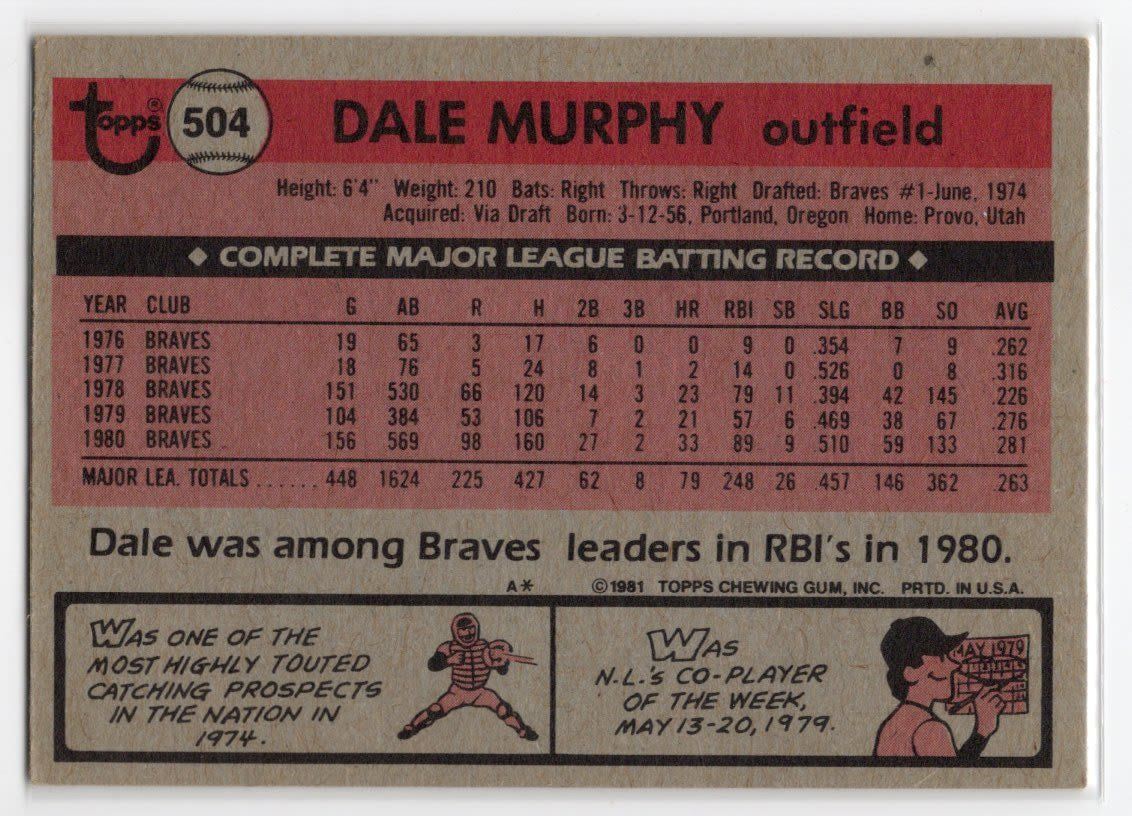 Topps® 504 DALE MURPHY outfield
Height: 6'4" Weight: 210 Bats: Right Throws: Right Drafted: Braves #1-June, 1974
Acquired: Via Draft Born: 3-12-56, Portland, Oregon Home: Provo, Utah
◆ COMPLETE MAJOR LEAGUE BATTING RECORD ◆
YEAR CLUB G AB R H 2B 3B HR RBI SB SLG BB SO AVG
1976 BRAVES 19 65 3 17 6 0 0 9 0 .354 7 9 .262
1977 BRAVES 18 76 5 24 8 1 2 14 0 .526 0 8 .316
1978 BRAVES 151 530 66 120 14 3 23 79 11 .394 42 145 .226
1979 BRAVES 104 384 53 106 7 2 21 57 6 .469 38 67 .276
1980 BRAVES 156 569 98 160 27 2 33 89 9 .510 59 133 .281
MAJOR LEA. TOTALS ...... 448 1624 225 427 62 8 79 248 26 .457 146 362 .263
Dale was among Braves leaders in RBI's in 1980.
A* ©1981 TOPPS CHEWING GUM, INC. PRTD. IN U.S.A.
WAS ONE OF THE
MOST HIGHLY TOUTED
CATCHING PROSPECTS
IN THE NATION IN
1974.
WAS
N.L.'s CO-PLAYER
OF THE WEEK,
MAY 13-20, 1979.
MAY 1979